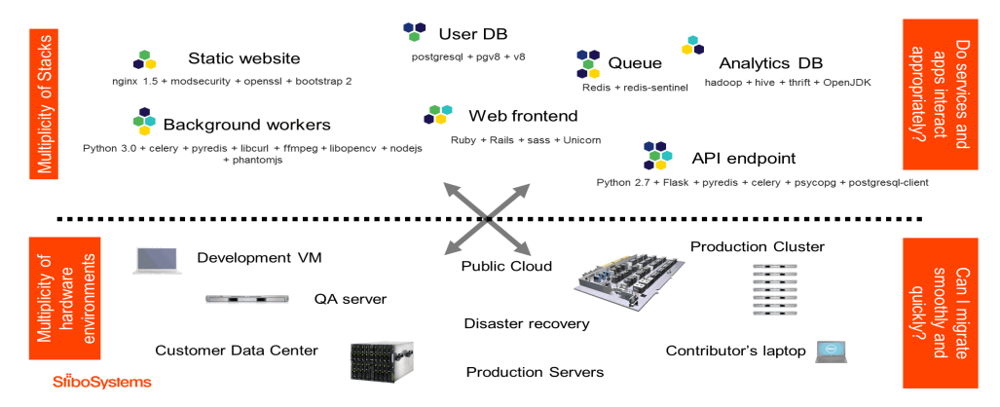 Multiplicity of Stacks
Static website
nginx 1.5 + modsecurity + openssl + bootstrap 2
User DB
postgresql + pgv8 + v8
Queue
Redis + redis-sentinel
Analytics DB
hadoop + hive + thrift + OpenJDK
Background workers
Python 3.0 + celery + pyredis + libcurl + ffmpeg + libopencv + nodejs
+ phantomjs
Web frontend
Ruby + Rails + sass + Unicorn
API endpoint
Python 2.7 + Flask + pyredis + celery + psycopg + postgresql-client
Do services and
apps interact
appropriately?
Multiplicity of
hardware
environments
Development VM
QA server
Customer Data Center
Public Cloud
Disaster recovery
Production Servers
Production Cluster
Contributor's laptop
Can I migrate
smoothly and
quickly?
StiboSystems